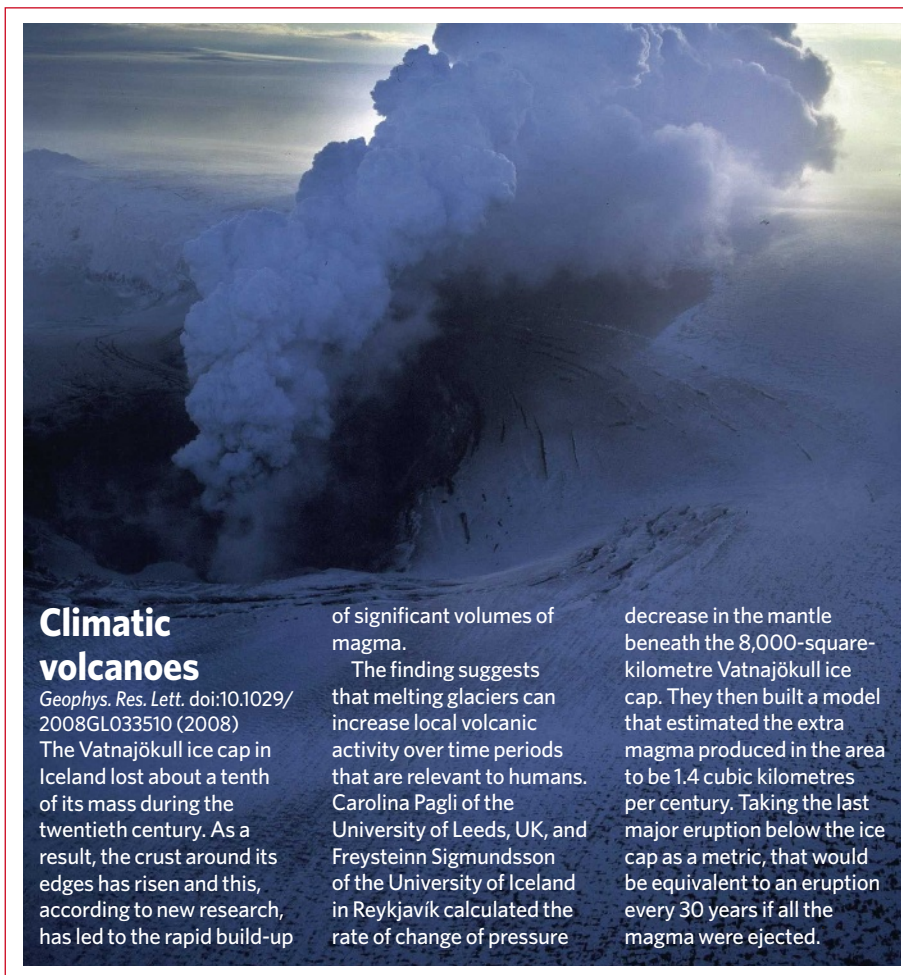 Climatic
volcanoes
Geophys. Res. Lett. doi:10.1029/
2008GL033510 (2008)
The Vatnajökull ice cap in
Iceland lost about a tenth
of its mass during the
twentieth century. As a
result, the crust around its
edges has risen and this,
according to new research,
has led to the rapid build-up
of significant volumes of
magma.
The finding suggests
that melting glaciers can
increase local volcanic
activity over time periods
that are relevant to humans.
Carolina Pagli of the
University of Leeds, UK, and
Freysteinn Sigmundsson
of the University of Iceland
in Reykjavík calculated the
rate of change of pressure
decrease in the mantle
beneath the 8,000-square-
kilometre Vatnajökull ice
cap. They then built a model
that estimated the extra
magma produced in the area
to be 1.4 cubic kilometres
per century. Taking the last
major eruption below the ice
cap as a metric, that would
be equivalent to an eruption
every 30 years if all the
magma were ejected.